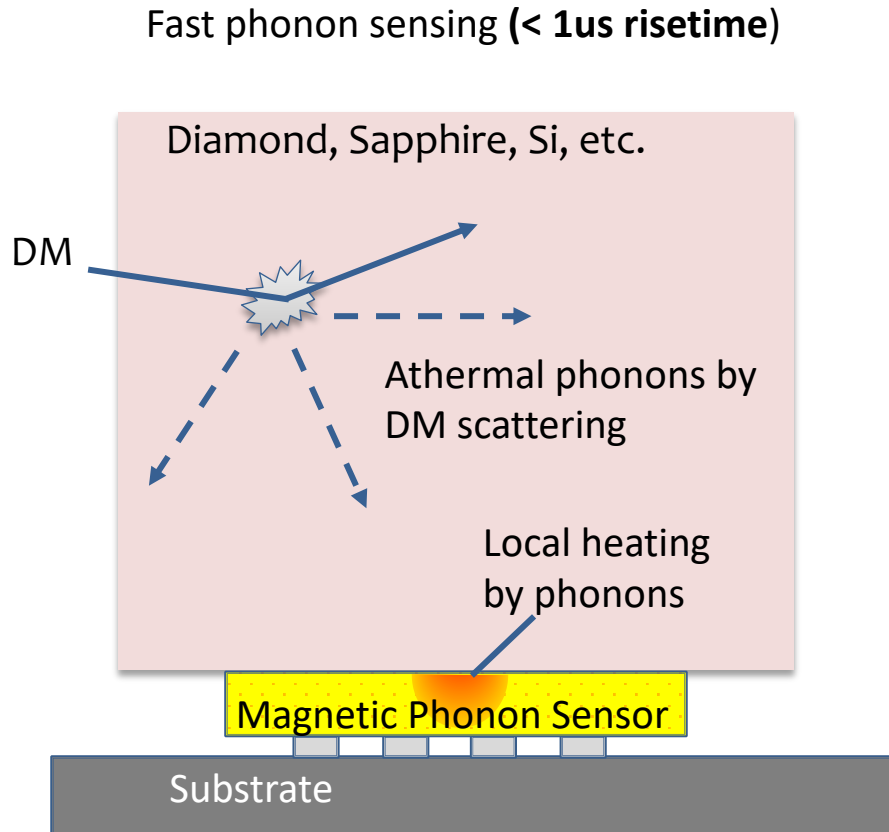 Fast phonon sensing (< 1us risetime)
Diamond, Sapphire, Si, etc.
DM
Athermal phonons by
DM scattering
Local heating
by phonons
Magnetic Phonon Sensor
Substrate